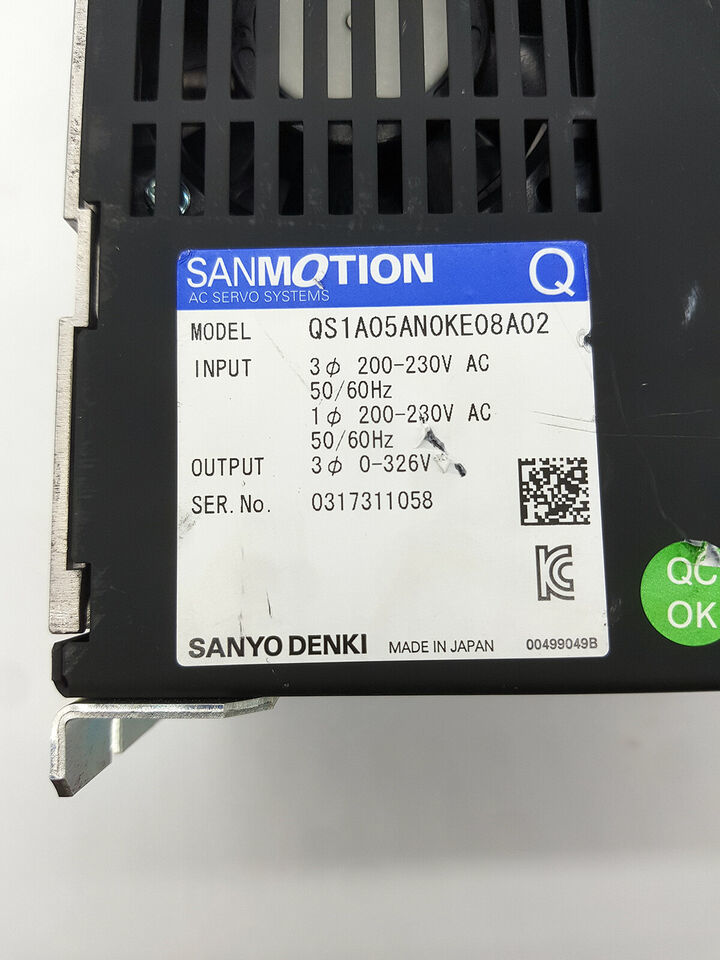 SANMOTION Q
AC SERVO SYSTEMS
MODEL QS1A05AN0KE08A02
INPUT 3ϕ 200-230V AC
50/60Hz
1ϕ 200-230V AC
50/60Hz
OUTPUT 3ϕ 0-326V
SER.No. 0317311058
SANYO DENKI MADE IN JAPAN 00499049B
QC
OK